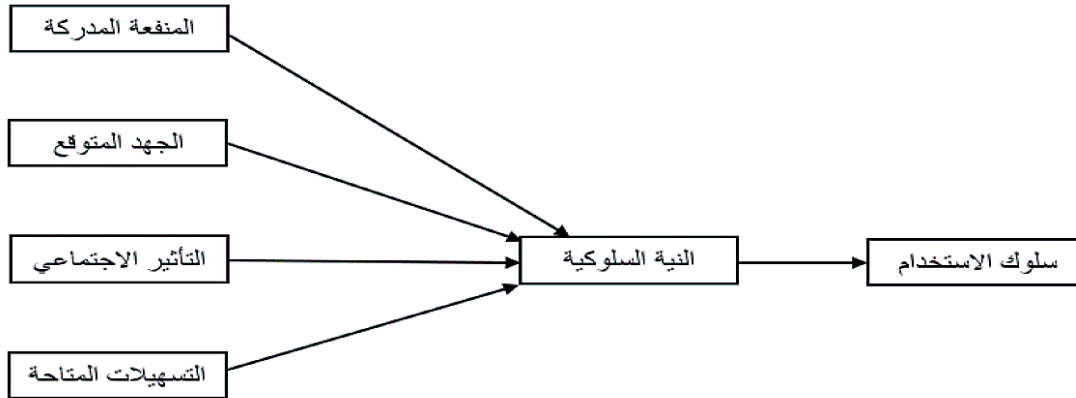 المنفعة المدركة
الجهد المتوقع
التأثير الاجتماعي
النية السلوكية
سلوك الاستخدام
التسهيلات المتاحة